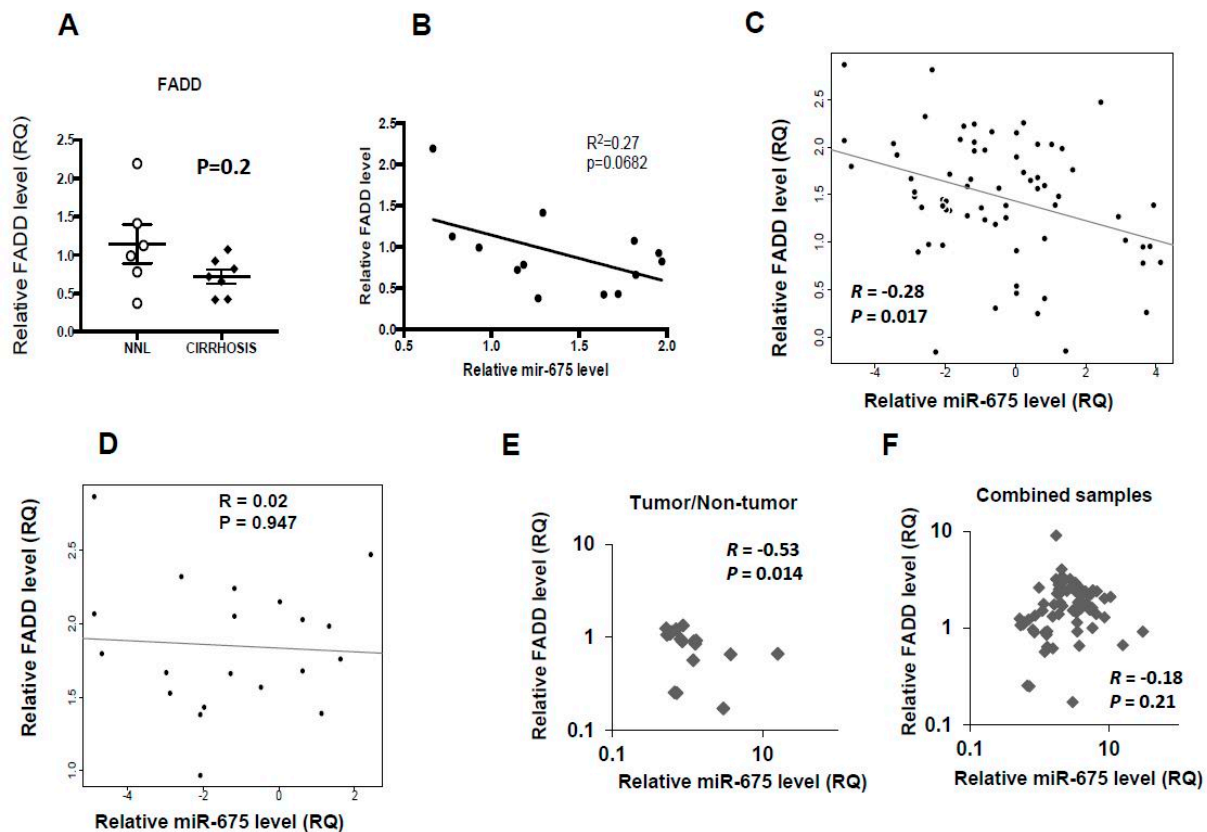 A
FADD
Relative FADD level (RQ)
2.5
2.0
1.5
1.0
0.5
0.0
P=0.2
NNL CIRRHOSIS
B
Relative FADD level
2.5
2.0
1.5
1.0
0.5
0.0
R²=0.27
p=0.0682
0.5 1.0 1.5 2.0
Relative mir-675 level
C
Relative FADD level (RQ)
2.5
2.0
1.5
1.0
0.5
0.0
R = -0.28
P = 0.017
-4 -2 0 2 4
Relative miR-675 level (RQ)
D
Relative FADD level (RQ)
2.5
2.0
1.5
1.0
R = 0.02
P = 0.947
-4 -2 0 2
Relative miR-675 level (RQ)
E
Tumor/Non-tumor
Relative FADD level (RQ)
10
1
0.1
R = -0.53
P = 0.014
0.1 10
Relative miR-675 level (RQ)
F
Combined samples
Relative FADD level (RQ)
10
1
0.1
R = -0.18
P = 0.21
0.1 10
Relative miR-675 level (RQ)